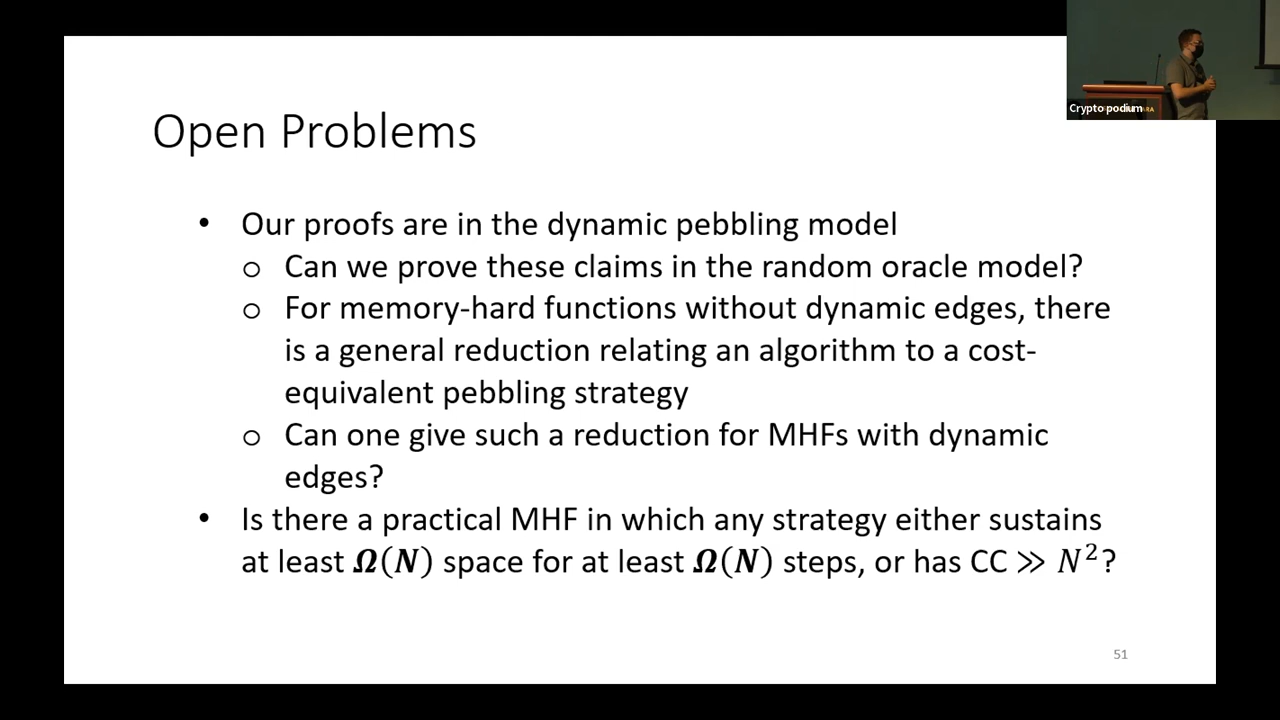 Crypto podium
Open Problems
• Our proofs are in the dynamic pebbling model
o Can we prove these claims in the random oracle model?
o For memory-hard functions without dynamic edges, there
is a general reduction relating an algorithm to a cost-
equivalent pebbling strategy
o Can one give such a reduction for MHFs with dynamic
edges?
• Is there a practical MHF in which any strategy either sustains
at least Ω(N) space for at least Ω(N) steps, or has CC ≫ N²?
51